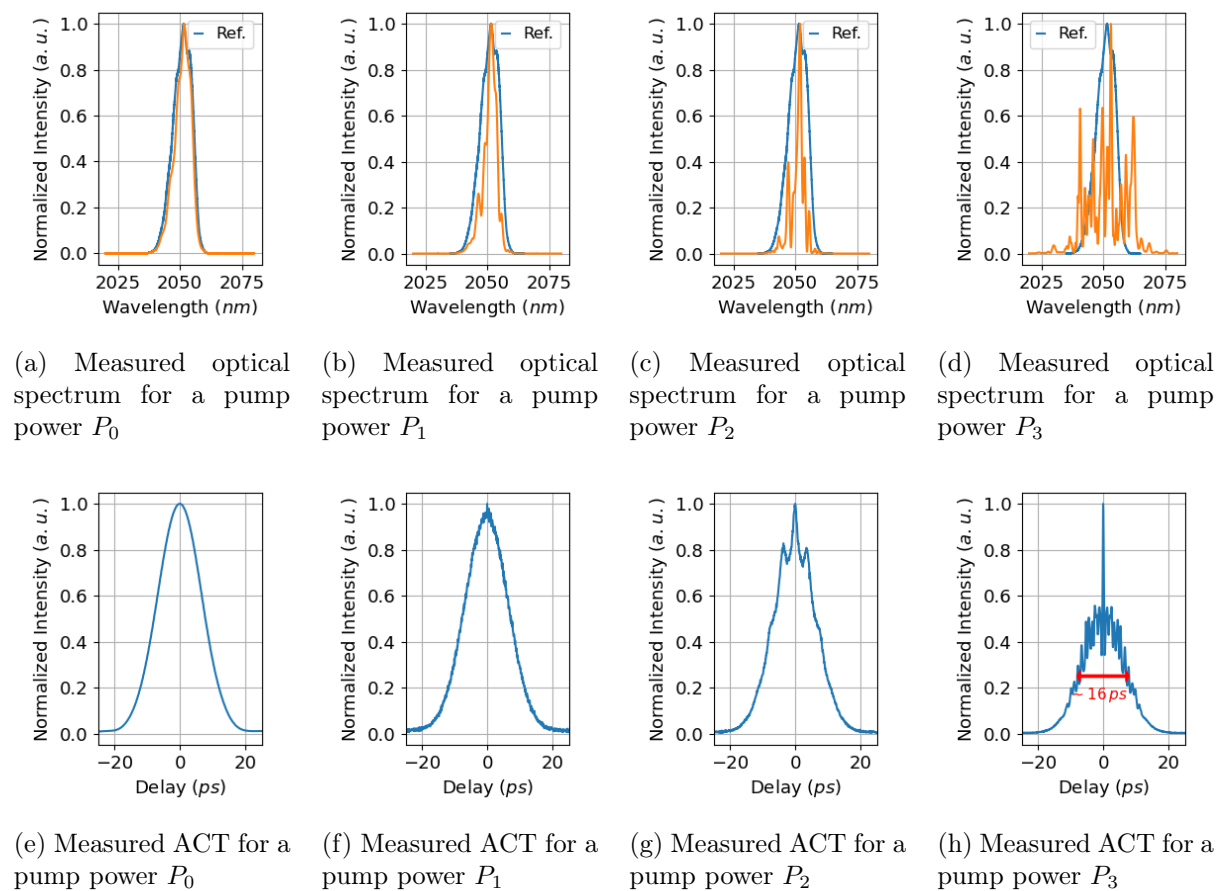 Ref.
Ref.
Ref.
Ref.
Normalized Intensity (a. u.)
1.0
0.8
0.6
0.4
0.2
0.0
2025 2050 2075
Wavelength (nm)
Normalized Intensity (a. u.)
1.0
0.8
0.6
0.4
0.2
0.0
2025 2050 2075
Wavelength (nm)
Normalized Intensity (a. u.)
1.0
0.8
0.6
0.4
0.2
0.0
2025 2050 2075
Wavelength (nm)
Normalized Intensity (a. u.)
1.0
0.8
0.6
0.4
0.2
0.0
2025 2050 2075
Wavelength (nm)
(a) Measured optical
spectrum for a pump
power P₀
(b) Measured optical
spectrum for a pump
power P₁
(c) Measured optical
spectrum for a pump
power P₂
(d) Measured optical
spectrum for a pump
power P₃
Normalized Intensity (a. u.)
1.0
0.8
0.6
0.4
0.2
0.0
−20 0 20
Delay (ps)
Normalized Intensity (a. u.)
1.0
0.8
0.6
0.4
0.2
0.0
−20 0 20
Delay (ps)
Normalized Intensity (a. u.)
1.0
0.8
0.6
0.4
0.2
0.0
−20 0 20
Delay (ps)
Normalized Intensity (a. u.)
1.0
0.8
0.6
0.4
0.2
0.0
~ 16 ps
−20 0 20
Delay (ps)
(e) Measured ACT for a
pump power P₀
(f) Measured ACT for a
pump power P₁
(g) Measured ACT for a
pump power P₂
(h) Measured ACT for a
pump power P₃